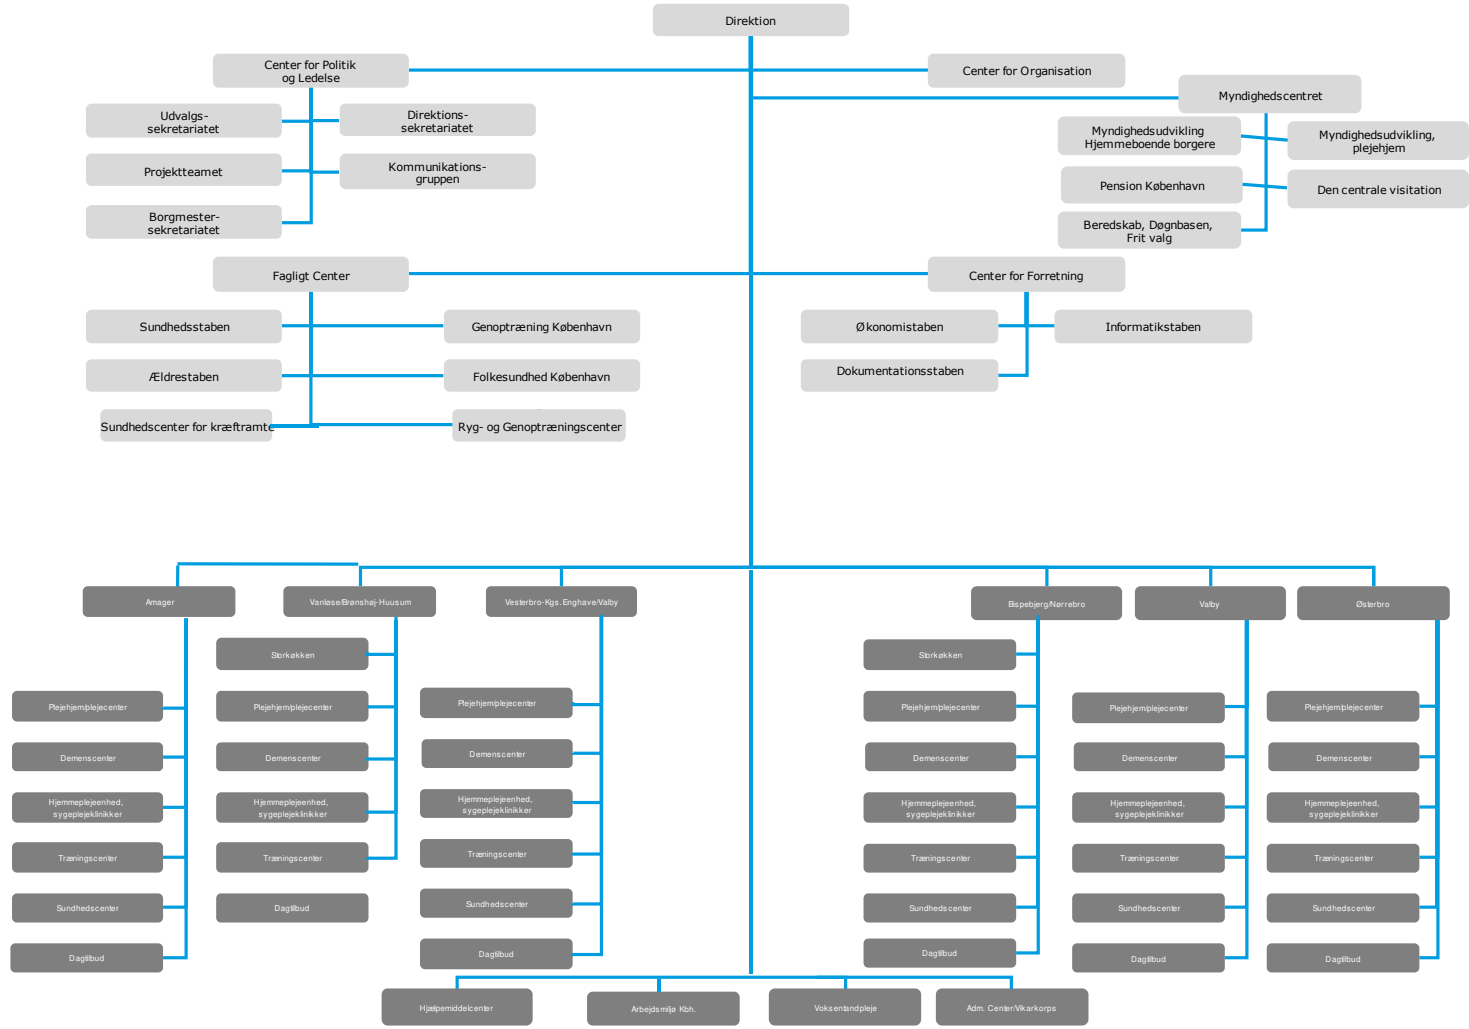 Direktion
Center for Politik
og Ledelse
Center for Organisation
Myndighedscentret
Udvalgs-
sekretariatet
Direktions-
sekretariatet
Projektteamet
Kommunikations-
gruppen
Borgmester-
sekretariatet
Myndighedsudvikling
Hjemmeboende borgere
Myndighedsudvikling,
plejehjem
Pension København
Den centrale visitation
Beredskab, Døgnbasen,
Frit valg
Fagligt Center
Center for Forretning
Sundhedsstaben
Genoptræning København
Ældrestaben
Folkesundhed København
Sundhedscenter for kræftramte
Ryg- og Genoptræningscenter
Økonomistaben
Informatikstaben
Dokumentationsstaben
Amager
Plejehjem/plejecenter
Demenscenter
Hjemmeplejeenhed,
sygeplejeklinikker
Træningscenter
Sundhedscenter
Dagtilbud
Vanløse/Brønshøj-Huusum
Storkøkken
Plejehjem/plejecenter
Demenscenter
Hjemmeplejeenhed,
sygeplejeklinikker
Træningscenter
Dagtilbud
Vesterbro-Kgs. Enghave/Valby
Plejehjem/plejecenter
Demenscenter
Hjemmeplejeenhed,
sygeplejeklinikker
Træningscenter
Sundhedscenter
Dagtilbud
Bispebjerg/Nørrebro
Storkøkken
Plejehjem/plejecenter
Demenscenter
Hjemmeplejeenhed,
sygeplejeklinikker
Træningscenter
Sundhedscenter
Dagtilbud
Valby
Plejehjem/plejecenter
Demenscenter
Hjemmeplejeenhed,
sygeplejeklinikker
Træningscenter
Sundhedscenter
Dagtilbud
Østerbro
Plejehjem/plejecenter
Demenscenter
Hjemmeplejeenhed,
sygeplejeklinikker
Træningscenter
Sundhedscenter
Dagtilbud
Hjælpemiddelcenter
Arbejdsmiljø Kbh.
Voksentandpleje
Adm. Center/Vikarkorps